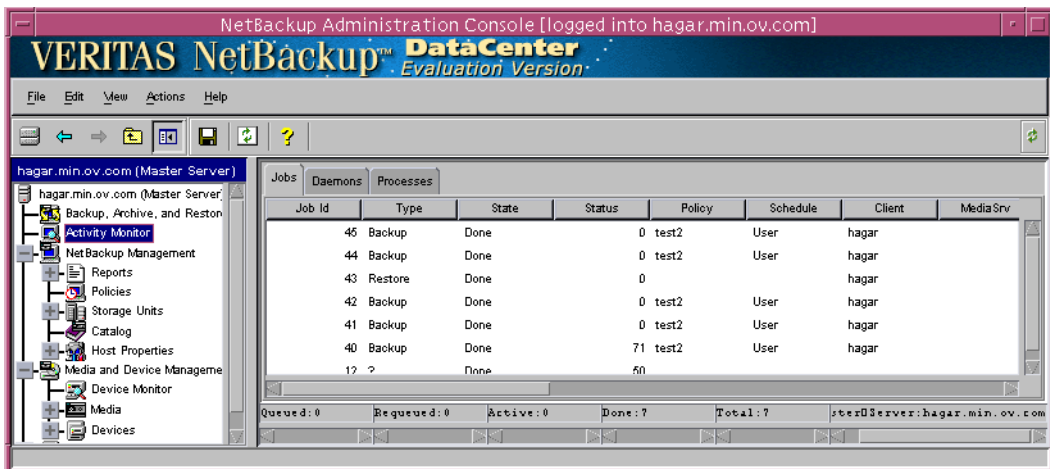 NetBackup Administration Console [logged into hagar.min.ov.com]
VERITAS NetBackup™ DataCenter
Evaluation Version
File Edit View Actions Help
hagar.min.ov.com (Master Server)
hagar.min.ov.com (Master Server
Backup, Archive, and Restor
Activity Monitor
NetBackup Management
Reports
Policies
Storage Units
Catalog
Host Properties
Media and Device Manageme
Device Monitor
Media
Devices
Jobs Daemons Processes
Job Id Type State Status Policy Schedule Client MediaSrv
45 Backup Done 0 test2 User hagar
44 Backup Done 0 test2 User hagar
43 Restore Done 0 hagar
42 Backup Done 0 test2 User hagar
41 Backup Done 0 test2 User hagar
40 Backup Done 71 test2 User hagar
12 ? Done 50
Queued:0 Requeued:0 Active:0 Done:7 Total:7 ster Server:hagar.min.ov.com